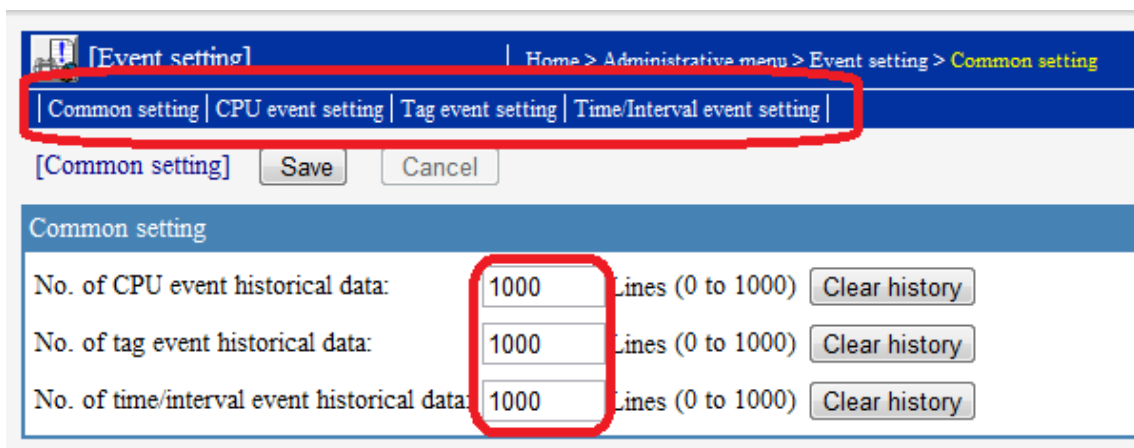 [Event setting] Home > Administrative menu > Event setting > Common setting
Common setting CPU event setting Tag event setting Time/Interval event setting
[Common setting] Save Cancel
Common setting
No. of CPU event historical data: 1000 Lines (0 to 1000) Clear history
No. of tag event historical data: 1000 Lines (0 to 1000) Clear history
No. of time/interval event historical data: 1000 Lines (0 to 1000) Clear history